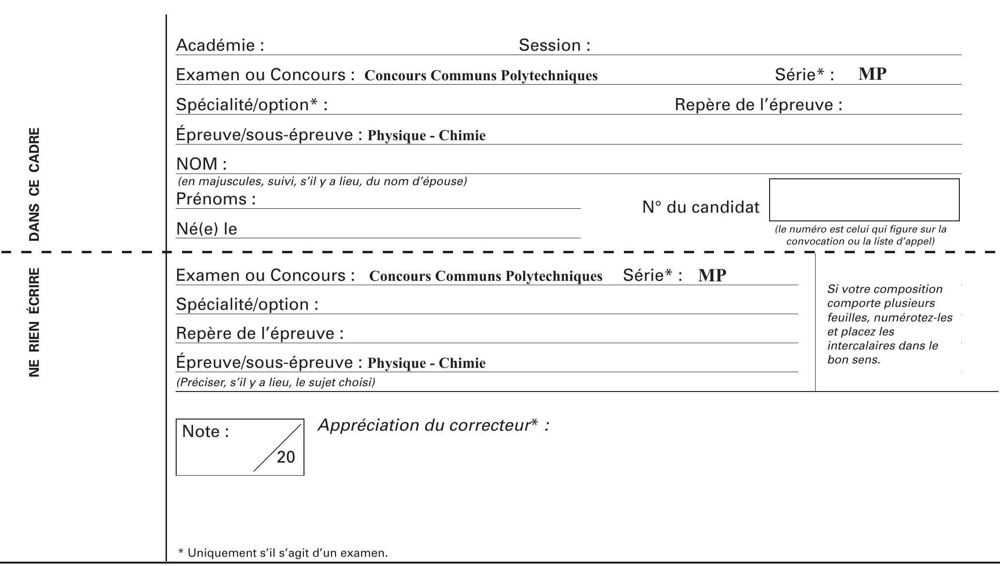 Académie : Session :
Examen ou Concours : Concours Communs Polytechniques Série* : MP
Spécialité/option* : Repère de l’épreuve :
Épreuve/sous-épreuve : Physique - Chimie
NOM :
(en majuscules, suivi, s’il y a lieu, du nom d’épouse)
Prénoms :
N° du candidat
Né(e) le
(le numéro est celui qui figure sur la
convocation ou la liste d’appel)
DANS CE CADRE
NE RIEN ÉCRIRE
Examen ou Concours : Concours Communs Polytechniques Série* : MP
Spécialité/option :
Repère de l’épreuve :
Épreuve/sous-épreuve : Physique - Chimie
(Préciser, s’il y a lieu, le sujet choisi)
Si votre composition
comporte plusieurs
feuilles, numérotez-les
et placez les
intercalaires dans le
bon sens.
Note :
20
Appréciation du correcteur* :
* Uniquement s’il s’agit d’un examen.